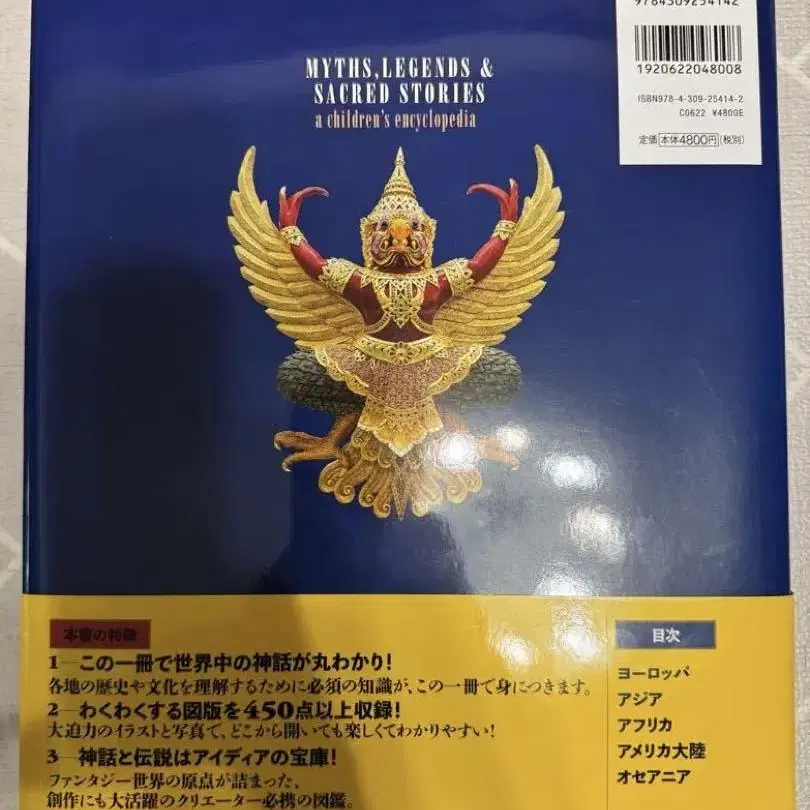 9784309254142
1920622048008
ISBN978-4-309-25414-2
C0622 ¥4800E
定価 本体4800円(税別)
MYTHS, LEGENDS &
SACRED STORIES
a children's encyclopedia
本書の特徴
1―この一冊で世界中の神話が丸わかり!
各地の歴史や文化を理解するために必須の知識が、この一冊で身につきます。
2―わくわくする図版を450点以上収録!
大迫力のイラストと写真で、どこから開いても楽しくてわかりやすい!
3―神話と伝説はアイディアの宝庫!
ファンタジー世界の原点が詰まった、
創作にも大活躍のクリエーター必携の図鑑。
目次
ヨーロッパ
アジア
アフリカ
アメリカ大陸
オセアニア